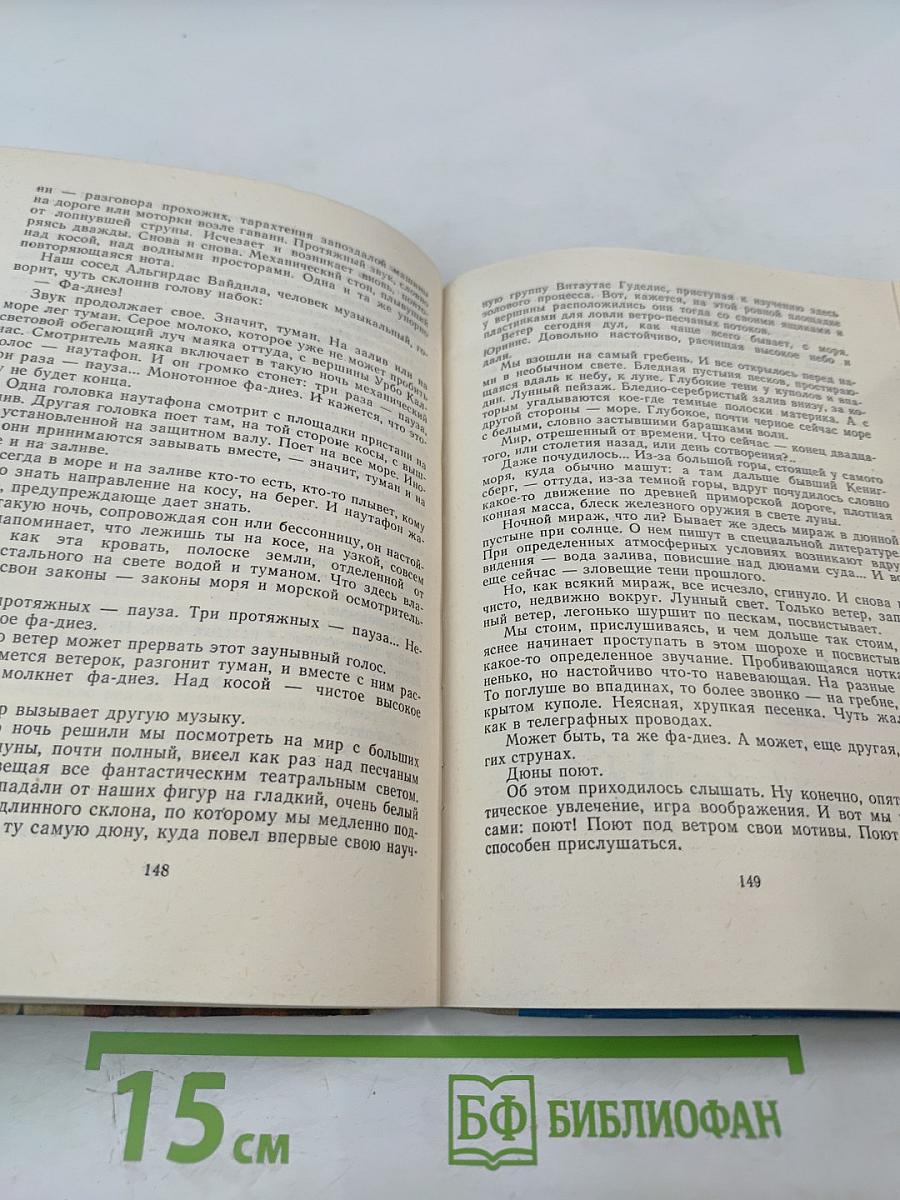 ви — разговора прохожих, тарахтения запоздалой машины
на дороге или моторки возле гавани. Протяжный звук, словно
от лопнувшей струны. Исчезает и возникает вновь, повто-
ряясь дважды. Снова и снова. Механический стон, плывущий
над косой, над водными просторами. Одна и та же упорно
повторяющаяся нота.
Наш сосед Альгирдас Вайдила, человек музыкальный, го-
ворит, чуть склонив голову набок:
— Фа-диез!
Звук продолжает свое. Значит, туман. На залив или на
море лег туман. Серое молоко, которое уже не может пробить
световой обегающий луч маяка оттуда, с вершины Урбо Кал-
нас. Смотритель маяка включает в такую ночь механический
голос — наутафон. И он громко стонет: три раза — пауза,
три раза — пауза... Монотонное фа-диез. И кажется, что это-
му не будет конца.
Одна головка наутафона смотрит с площадки пристани на
лив. Другая головка поет там, на той стороне косы, с выш-
установленной на защитном валу. Поет на все море. Ино-
они принимаются завывать вместе, — значит, туман и на
е и на заливе.
сегда в море и на заливе кто-то есть, кто-то плывет, кому
о знать направление на косу, на берег. И наутафон жа-
, предупреждающе дает знать.
такую ночь, сопровождая сон или бессонницу, он настой-
напоминает, что лежишь ты на косе, на узкой, совсем
как эта кровать, полоске земли, отделенной от
стального на свете водой и туманом. Что здесь вла-
свои законы — законы моря и морской осмотритель-
протяжных — пауза. Три протяжных — пауза... Не-
ое фа-диез.
о ветер может прервать этот заунывный голос.
мется ветерок, разгонит туман, и вместе с ним рас-
молкнет фа-диез. Над косой — чистое высокое
р вызывает другую музыку.
ю ночь решили мы посмотреть на мир с больших
луны, почти полный, висел как раз над песчаным
вещая все фантастическим театральным светом.
падали от наших фигур на гладкий, очень белый
длинного склона, по которому мы медленно под-
ту самую дюну, куда повел впервые свою науч-
148
ную группу Витаутас Гуделис, приступая к изучению здесь
эолового процесса. Вот, кажется, на этой ровной площадке
у вершины расположились они тогда со своими ящиками и
пластинками для ловли ветро-песчаных потоков.
Ветер сегодня дул, как чаще всего бывает, с моря.
Юринис. Довольно настойчиво, расчищая высокое небо и
дали.
Мы взошли на самый гребень. И все открылось перед на-
ми в необычном свете. Бледная пустыня песков, простираю-
щаяся вдаль к небу, к луне. Глубокие тени у куполов и впа-
дин. Лунный пейзаж. Бледно-серебристый залив внизу, за ко-
торым угадываются кое-где темные полоски материка. А с
другой стороны — море. Глубокое, почти черное сейчас море
с белыми, словно застывшими барашками волн.
Мир, отрешенный от времени. Что сейчас — конец двадца-
того, или столетия назад, или день сотворения?..
Даже почудилось... Из-за большой горы, стоящей у самого
моря, куда обычно машут: а там дальше бывший Кениг-
сберг, — оттуда, из-за темной горы, вдруг почудилось словно
какое-то движение по древней приморской дороге, плотная
конная масса, блеск железного оружия в свете луны.
Ночной мираж, что ли? Бывает же здесь мираж в дюнной
пустыне при солнце. О нем пишут в специальной литературе.
При определенных атмосферных условиях возникают вдру
видения — вода залива, повисшие над дюнами суда... И вс
еще сейчас — зловещие тени прошлого.
Но, как всякий мираж, все исчезло, сгинуло. И снова п
чисто, недвижно вокруг. Лунный свет. Только ветер, зап
ный ветер, легонько шуршит по пескам, посвистывает.
Мы стоим, прислушиваясь, и чем дольше так стоим,
яснее начинает проступать в этом шорохе и посвистыв
какое-то определенное звучание. Пробивающаяся нотка
ненько, но настойчиво что-то навевающая. На разные
То поглуше во впадинах, то более звонко — на гребне,
крытом куполе. Неясная, хрупкая песенка. Чуть жал
как в телеграфных проводах.
Может быть, та же фа-диез. А может, еще другая,
гих струнах.
Дюны поют.
Об этом приходилось слышать. Ну конечно, опят
тическое увлечение, игра воображения. И вот мы
сами: поют! Поют под ветром свои мотивы. Поют
способен прислушаться.
149
15 см
БФ БИБЛИОФАН